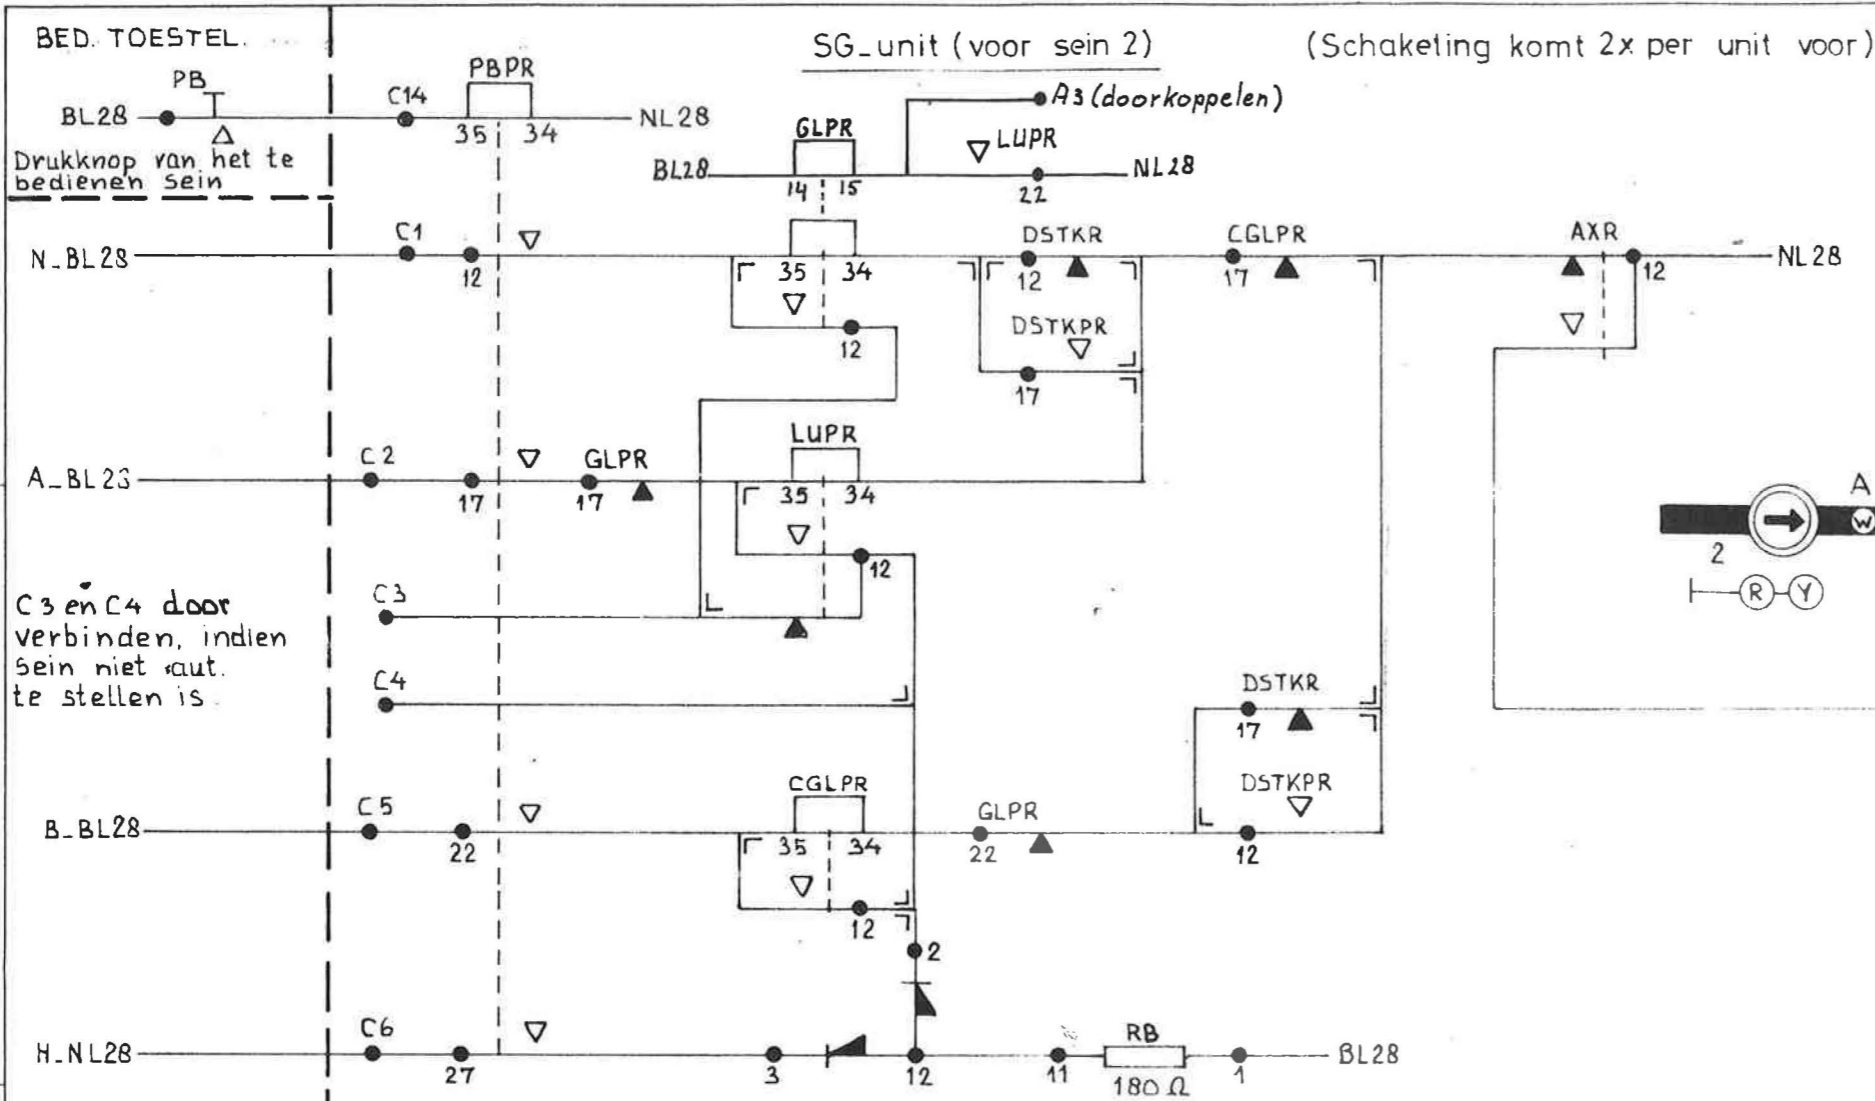 BED. TOESTEL.
SG_unit (voor sein 2)
(Schakeling komt 2x per unit voor)
PB
PBPR
C14
BL28
35
34
NL28
A3 (doorkoppelen)
GLPR
LUPR
Drukknop van het te
bedienen sein
BL28
14
15
22
NL28
N_BL28
C1
12
35
34
DSTKR
12
CGLPR
17
AXR
12
NL28
12
DSTKPR
17
A_BL28
C2
17
GLPR
17
LUPR
35
34
12
A
W
2
R
Y
C3 en C4 door
verbinden, indien
sein niet aut.
te stellen is
C3
C4
DSTKR
17
B_BL28
C5
22
CGLPR
35
34
GLPR
22
DSTKPR
12
12
2
H_NL28
C6
27
3
12
11
RB
180 Ω
1
BL28